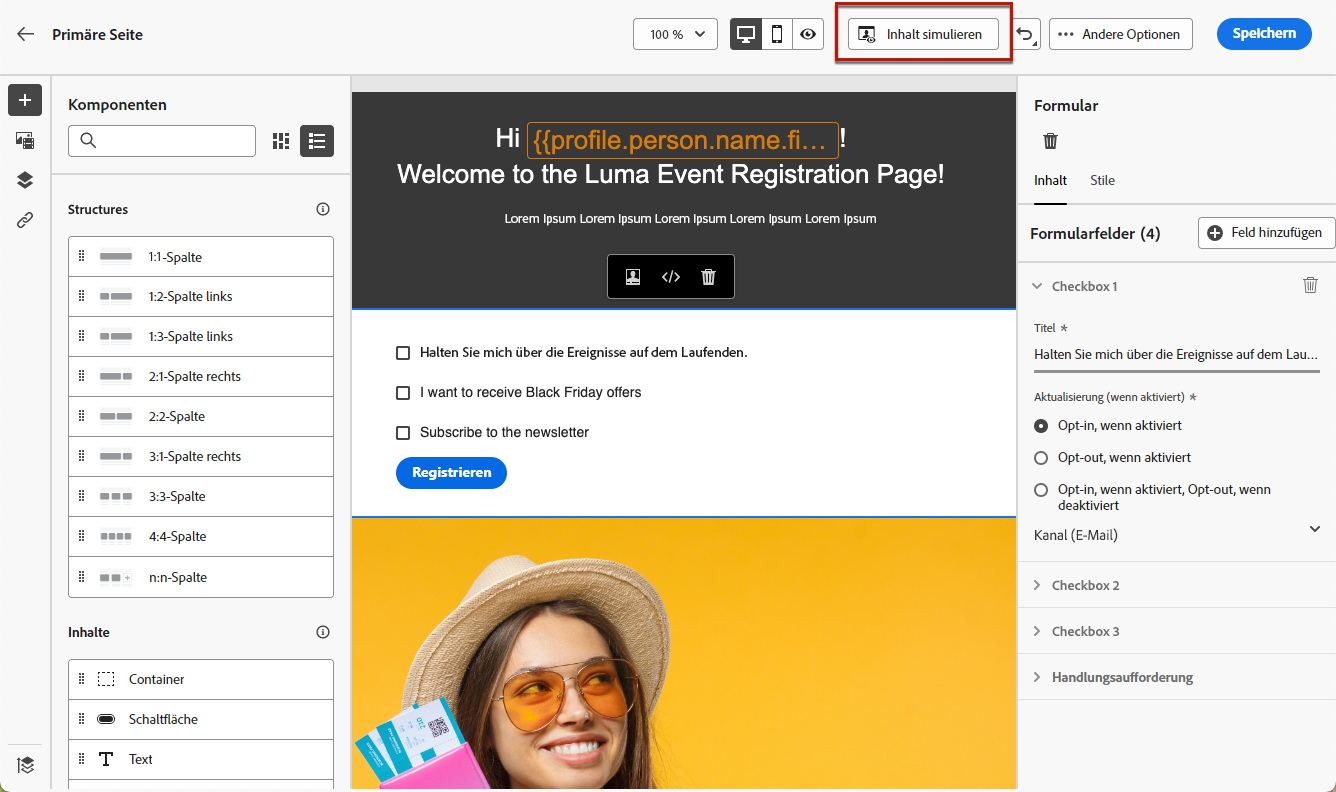 Primäre Seite
100 %
Inhalt simulieren
Andere Optionen
Speichern
Komponenten
Structures
1:1-Spalte
1:2-Spalte links
1:3-Spalte links
2:1-Spalte rechts
2:2-Spalte
3:1-Spalte rechts
3:3-Spalte
4:4-Spalte
n:n-Spalte
Inhalte
Container
Schaltfläche
Text
Hi {{profile.person.name.fi… !
Welcome to the Luma Event Registration Page!
Lorem Ipsum Lorem Ipsum Lorem Ipsum Lorem Ipsum Lorem Ipsum
Halten Sie mich über die Ereignisse auf dem Laufenden.
I want to receive Black Friday offers
Subscribe to the newsletter
Registrieren
Formular
Inhalt
Stile
Formularfelder (4)
Feld hinzufügen
Checkbox 1
Titel *
Halten Sie mich über die Ereignisse auf dem Lau…
Aktualisierung (wenn aktiviert) *
Opt-in, wenn aktiviert
Opt-out, wenn aktiviert
Opt-in, wenn aktiviert, Opt-out, wenn
deaktiviert
Kanal (E-Mail)
Checkbox 2
Checkbox 3
Handlungsaufforderung